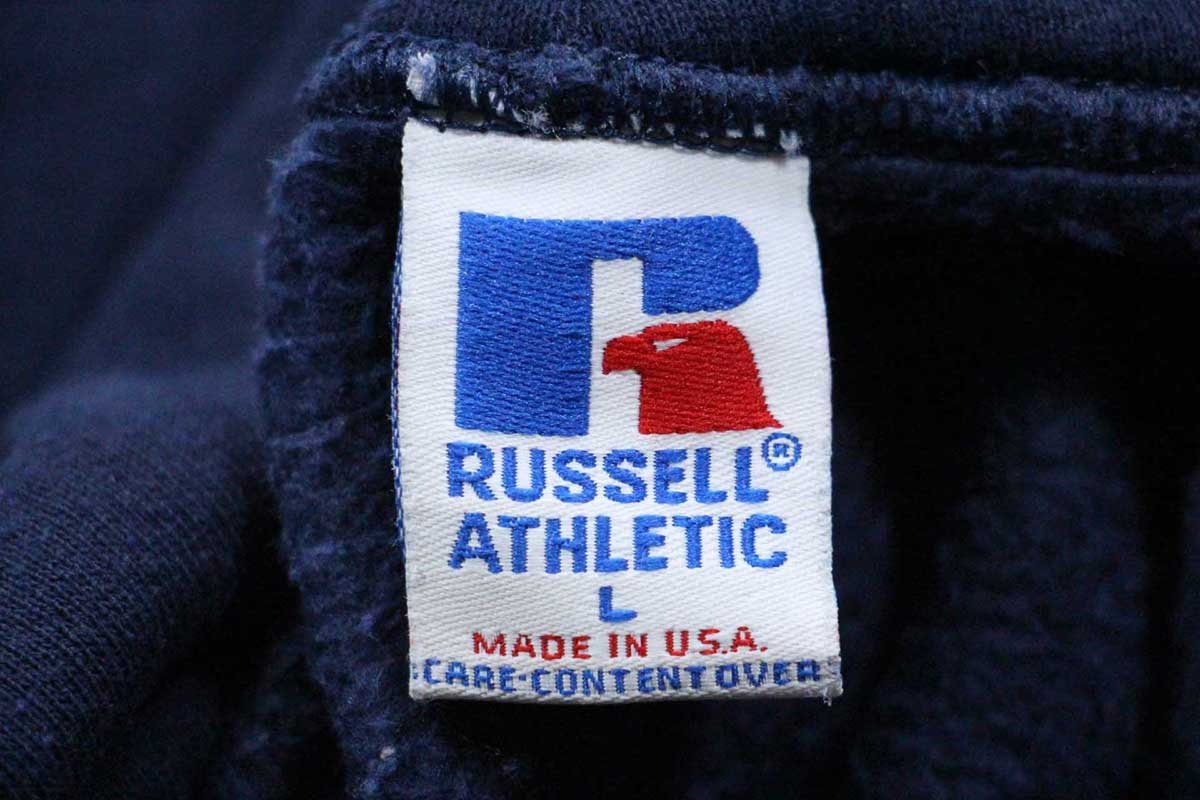 RUSSELL®
ATHLETIC
L
MADE IN U.S.A.
CARE·CONTENT OVER